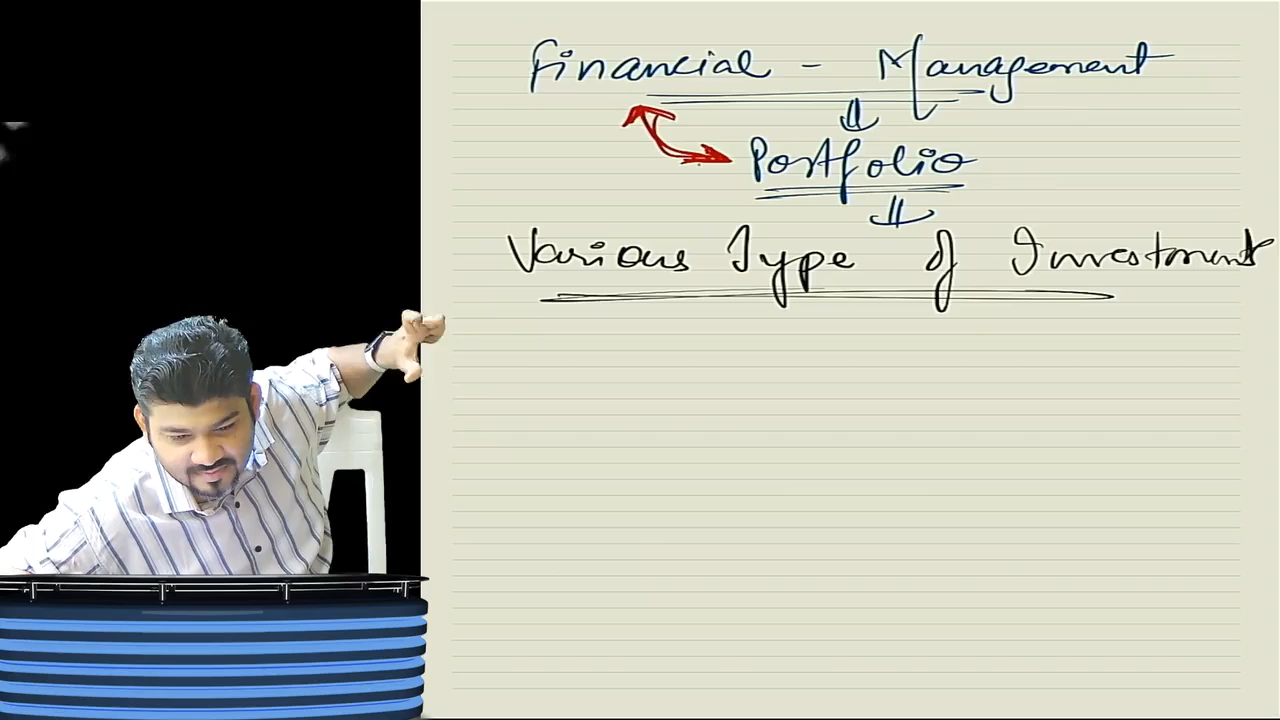 Financial - Management
Portfolio
Various Type of Investment